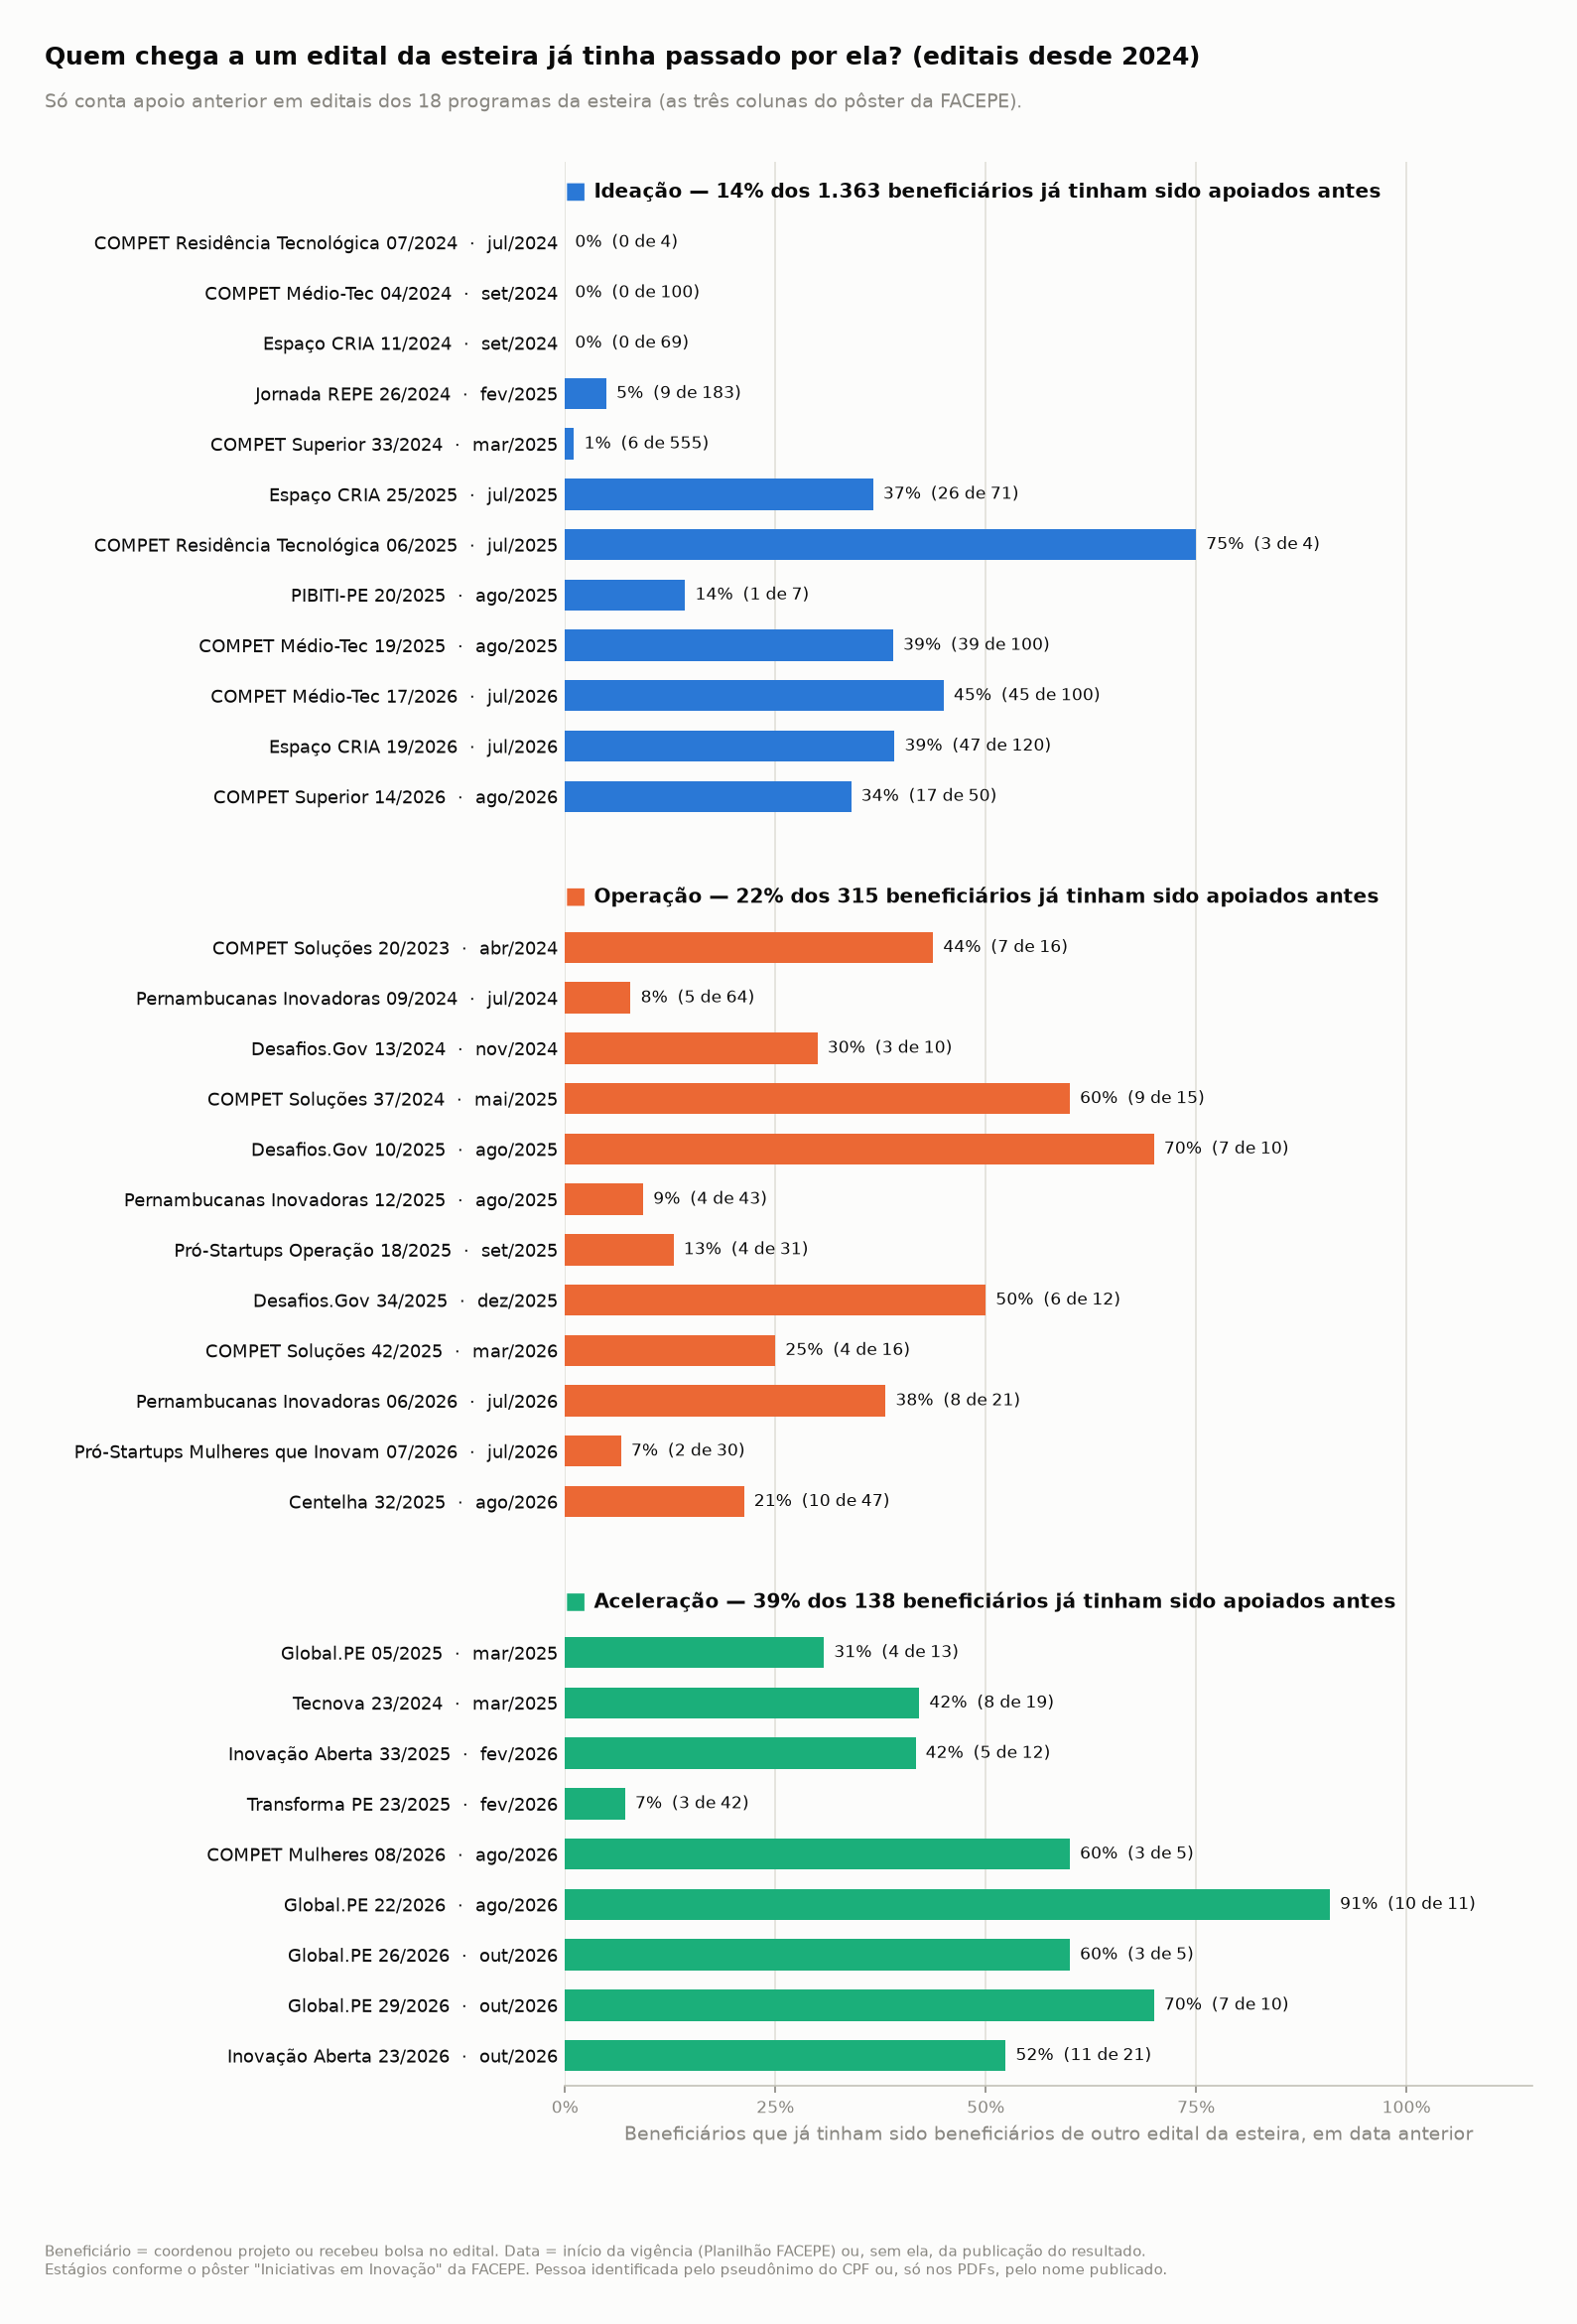 Quem chega a um edital da esteira já tinha passado por ela? (editais desde 2024)
Só conta apoio anterior em editais dos 18 programas da esteira (as três colunas do pôster da FACEPE).
Ideação — 14% dos 1.363 beneficiários já tinham sido apoiados antes
COMPET Residência Tecnológica 07/2024 · jul/2024 0% (0 de 4)
COMPET Médio-Tec 04/2024 · set/2024 0% (0 de 100)
Espaço CRIA 11/2024 · set/2024 0% (0 de 69)
Jornada REPE 26/2024 · fev/2025 5% (9 de 183)
COMPET Superior 33/2024 · mar/2025 1% (6 de 555)
Espaço CRIA 25/2025 · jul/2025 37% (26 de 71)
COMPET Residência Tecnológica 06/2025 · jul/2025 75% (3 de 4)
PIBITI-PE 20/2025 · ago/2025 14% (1 de 7)
COMPET Médio-Tec 19/2025 · ago/2025 39% (39 de 100)
COMPET Médio-Tec 17/2026 · jul/2026 45% (45 de 100)
Espaço CRIA 19/2026 · jul/2026 39% (47 de 120)
COMPET Superior 14/2026 · ago/2026 34% (17 de 50)
Operação — 22% dos 315 beneficiários já tinham sido apoiados antes
COMPET Soluções 20/2023 · abr/2024 44% (7 de 16)
Pernambucanas Inovadoras 09/2024 · jul/2024 8% (5 de 64)
Desafios.Gov 13/2024 · nov/2024 30% (3 de 10)
COMPET Soluções 37/2024 · mai/2025 60% (9 de 15)
Desafios.Gov 10/2025 · ago/2025 70% (7 de 10)
Pernambucanas Inovadoras 12/2025 · ago/2025 9% (4 de 43)
Pró-Startups Operação 18/2025 · set/2025 13% (4 de 31)
Desafios.Gov 34/2025 · dez/2025 50% (6 de 12)
COMPET Soluções 42/2025 · mar/2026 25% (4 de 16)
Pernambucanas Inovadoras 06/2026 · jul/2026 38% (8 de 21)
Pró-Startups Mulheres que Inovam 07/2026 · jul/2026 7% (2 de 30)
Centelha 32/2025 · ago/2026 21% (10 de 47)
Aceleração — 39% dos 138 beneficiários já tinham sido apoiados antes
Global.PE 05/2025 · mar/2025 31% (4 de 13)
Tecnova 23/2024 · mar/2025 42% (8 de 19)
Inovação Aberta 33/2025 · fev/2026 42% (5 de 12)
Transforma PE 23/2025 · fev/2026 7% (3 de 42)
COMPET Mulheres 08/2026 · ago/2026 60% (3 de 5)
Global.PE 22/2026 · ago/2026 91% (10 de 11)
Global.PE 26/2026 · out/2026 60% (3 de 5)
Global.PE 29/2026 · out/2026 70% (7 de 10)
Inovação Aberta 23/2026 · out/2026 52% (11 de 21)
0% 25% 50% 75% 100%
Beneficiários que já tinham sido beneficiários de outro edital da esteira, em data anterior
Beneficiário = coordenou projeto ou recebeu bolsa no edital. Data = início da vigência (Planilhão FACEPE) ou, sem ela, da publicação do resultado.
Estágios conforme o pôster "Iniciativas em Inovação" da FACEPE. Pessoa identificada pelo pseudônimo do CPF ou, só nos PDFs, pelo nome publicado.